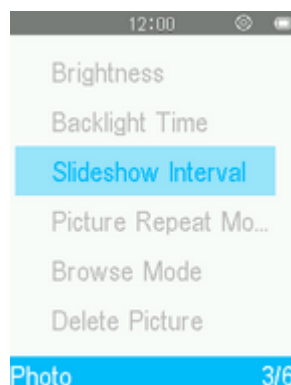 12:00
Brightness
Backlight Time
Slideshow Interval
Picture Repeat Mo...
Browse Mode
Delete Picture
Photo 3/6